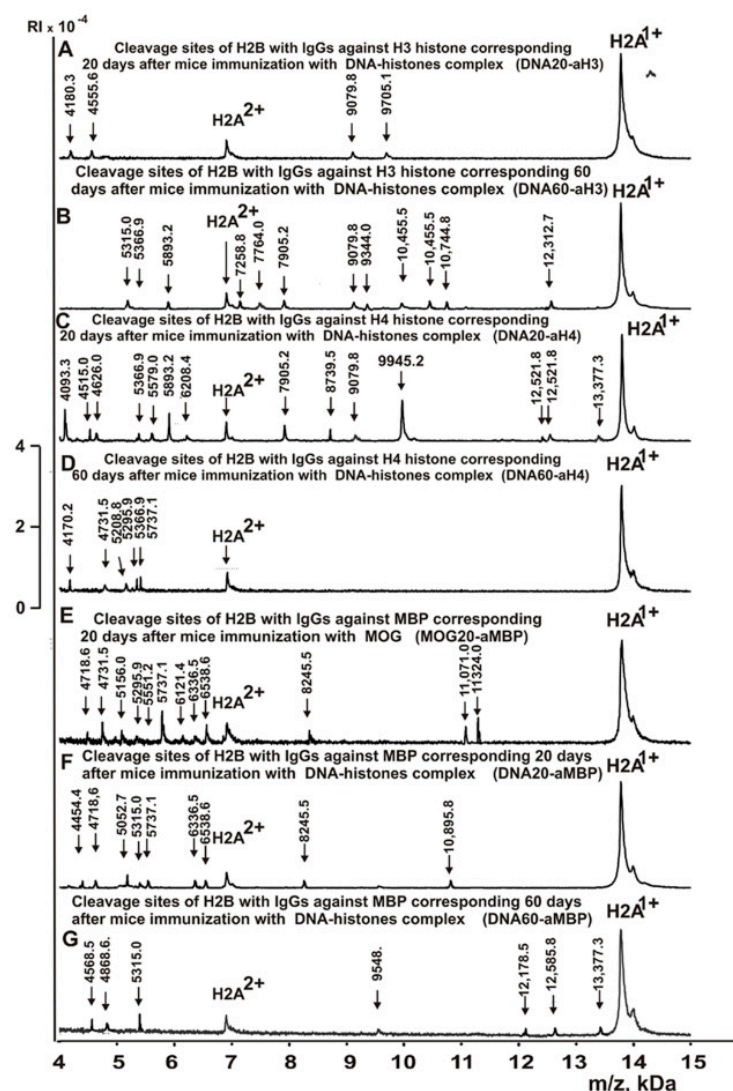 RI x 10⁻⁴
A Cleavage sites of H2B with IgGs against H3 histone corresponding
20 days after mice immunization with DNA-histones complex (DNA20-aH3)
H2A1+
4180.3 4555.6 H2A2+ 9079.8 9705.1
Cleavage sites of H2B with IgGs against H3 histone corresponding 60
days after mice immunization with DNA-histones complex (DNA60-aH3)
H2A1+
B
5315.0 5366.9 5893.2 H2A2+ 7258.8 7764.0 7905.2 9079.8 9344.0 10,455.5 10,455.5 10,744.8 12,312.7
C Cleavage sites of H2B with IgGs against H4 histone corresponding
20 days after mice immunization with DNA-histones complex (DNA20-aH4)
H2A1+
4093.3 4515.0 4626.0 5366.9 5579.0 5893.2 6208.4 H2A2+ 7905.2 8739.5 9079.8 9945.2 12,521.8 12,521.8 13,377.3
4
D Cleavage sites of H2B with IgGs against H4 histone corresponding
60 days after mice immunization with DNA-histones complex (DNA60-aH4)
H2A1+
4170.2 4731.5 5208.8 5295.9 5366.9 5737.1 H2A2+
2
0
E Cleavage sites of H2B with IgGs against MBP corresponding
20 days after mice immunization with MOG (MOG20-aMBP)
H2A1+
4718.6 4731.5 5156.0 5295.9 5551.2 5737.1 6121.4 6336.5 6538.6 H2A2+ 8245.5 11,071.0 11324.0
F Cleavage sites of H2B with IgGs against MBP corresponding 20 days
after mice immunization with DNA-histones complex (DNA20-aMBP)
H2A1+
4454.4 4718,6 5052.7 5315.0 5737.1 6336.5 6538.6 H2A2+ 8245.5 10,895.8
Cleavage sites of H2B with IgGs against MBP corresponding 60 days
after mice immunization with DNA-histones complex (DNA60-aMBP)
H2A1+
G
4568.5 4868.6. 5315.0 H2A2+ 9548. 12,178.5 12,585.8 13,377.3
4 5 6 7 8 9 10 11 12 13 14 15
m/z, kDa